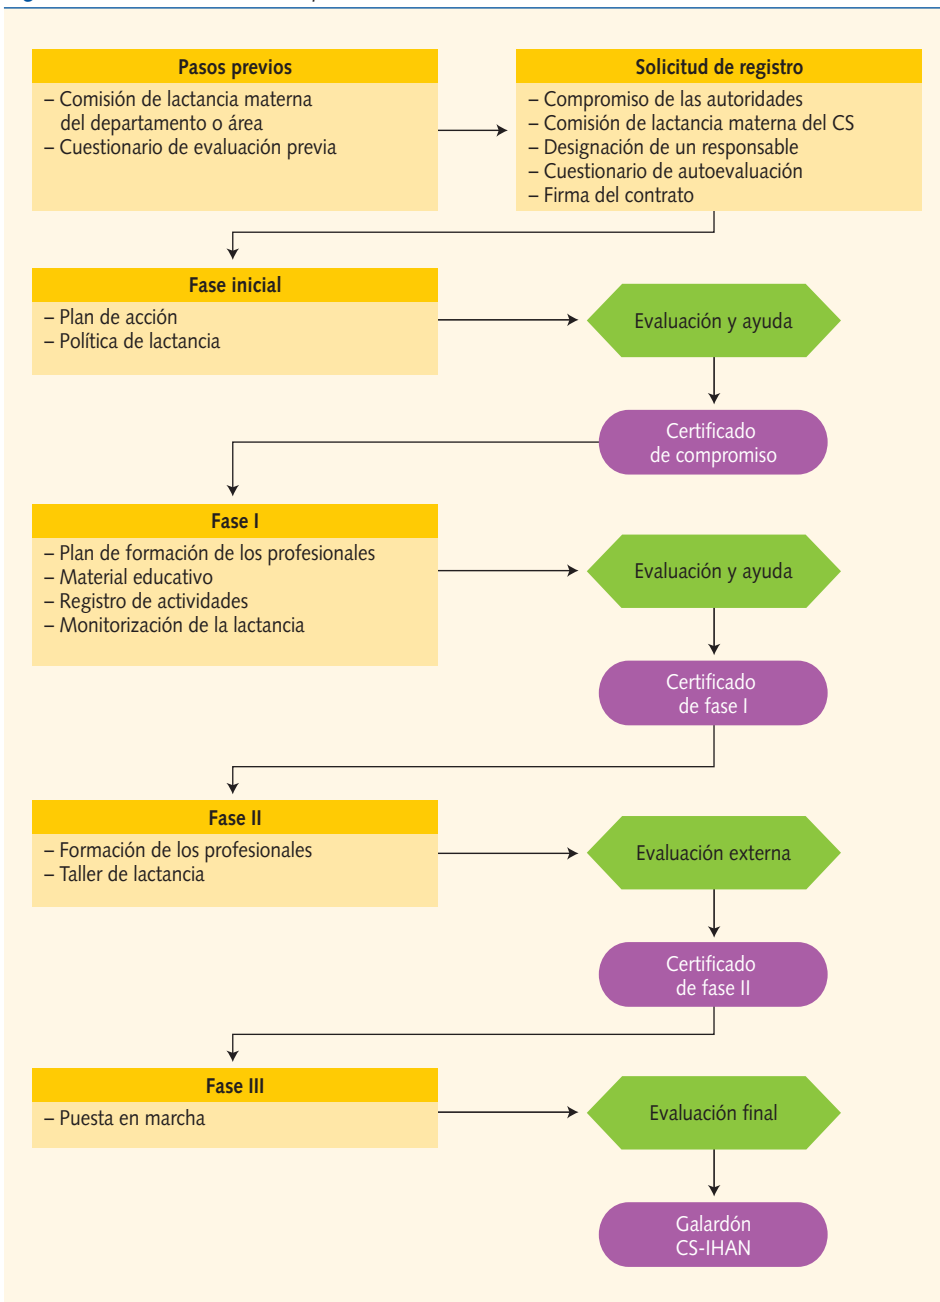 Pasos previos
– Comisión de lactancia materna
del departamento o área
– Cuestionario de evaluación previa
Solicitud de registro
– Compromiso de las autoridades
– Comisión de lactancia materna del CS
– Designación de un responsable
– Cuestionario de autoevaluación
– Firma del contrato
Fase inicial
– Plan de acción
– Política de lactancia
Evaluación y ayuda
Certificado
de compromiso
Fase I
– Plan de formación de los profesionales
– Material educativo
– Registro de actividades
– Monitorización de la lactancia
Evaluación y ayuda
Certificado
de fase I
Fase II
– Formación de los profesionales
– Taller de lactancia
Evaluación externa
Certificado
de fase II
Fase III
– Puesta en marcha
Evaluación final
Galardón
CS-IHAN